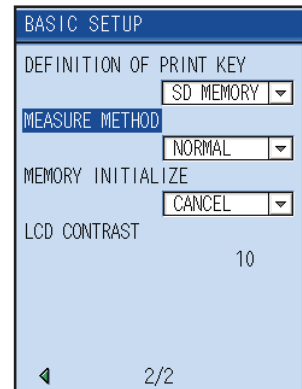 BASIC SETUP
DEFINITION OF PRINT KEY
SD MEMORY
MEASURE METHOD
NORMAL
MEMORY INITIALIZE
CANCEL
LCD CONTRAST
10
2/2